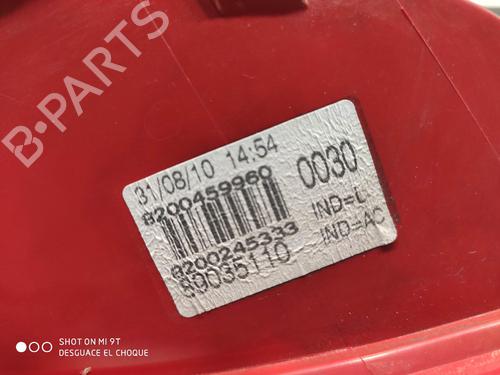 B-PARTS
31/08/10 14:54
8200459960
0030
IND=L
IND=AC
8200245333
89035110
SHOT ON MI 9T
DESGUACE EL CHOQUE